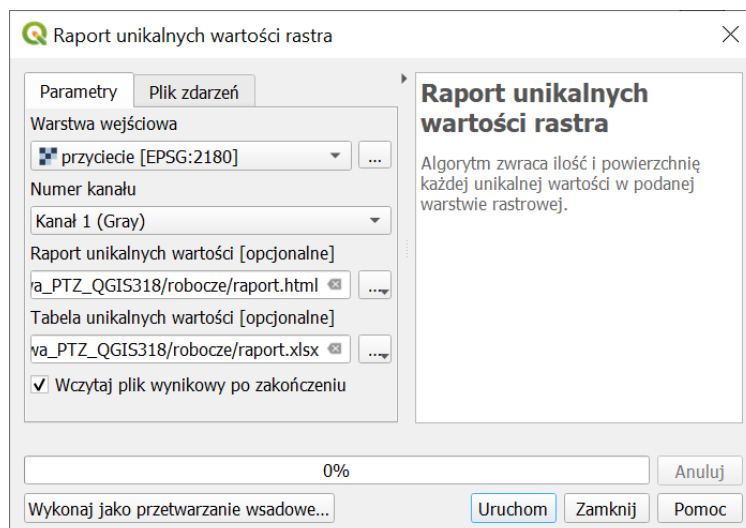 Raport unikalnych wartości rastra
Parametry
Plik zdarzeń
Warstwa wejściowa
przyciecie [EPSG:2180]
...
Numer kanału
Kanał 1 (Gray)
Raport unikalnych wartości [opcjonalne]
/a_PTZ_QGIS318/robocze/raport.html
...
Tabela unikalnych wartości [opcjonalne]
wa_PTZ_QGIS318/robocze/raport.xlsx
...
Wczytaj plik wynikowy po zakończeniu
Raport unikalnych
wartości rastra
Algorytm zwraca ilość i powierzchnię
każdej unikalnej wartości w podanej
warstwie rastrowej.
0%
Anuluj
Wykonaj jako przetwarzanie wsadowe...
Uruchom
Zamknij
Pomoc